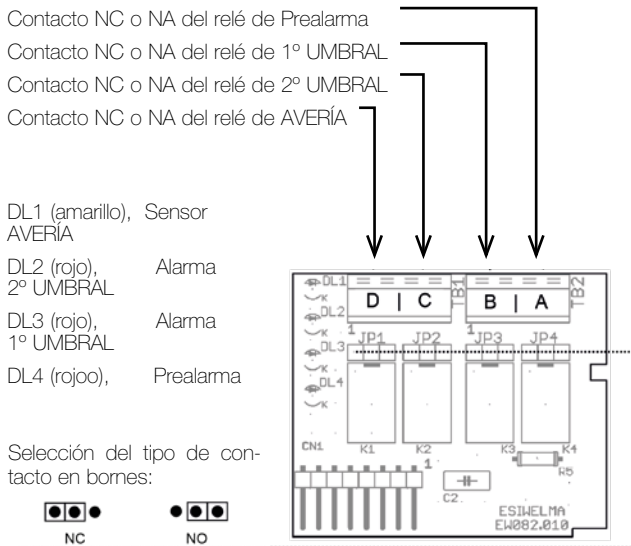 Contacto NC o NA del relé de Prealarma
Contacto NC o NA del relé de 1º UMBRAL
Contacto NC o NA del relé de 2º UMBRAL
Contacto NC o NA del relé de AVERÍA
DL1 (amarillo), Sensor
AVERÍA
DL2 (rojo), Alarma
2º UMBRAL
DL3 (rojo), Alarma
1º UMBRAL
DL4 (rojoo), Prealarma
Selección del tipo de con-
tacto en bornes:
NC NO
DL1 TB1 TB2
D | C B | A
K
DL2
1 1
K JP1 JP2 JP3 JP4
DL3
K
DL4
K
CN1 K1 K2 K3 K4
1 R5
C2
ESIWELMA
EW082.010